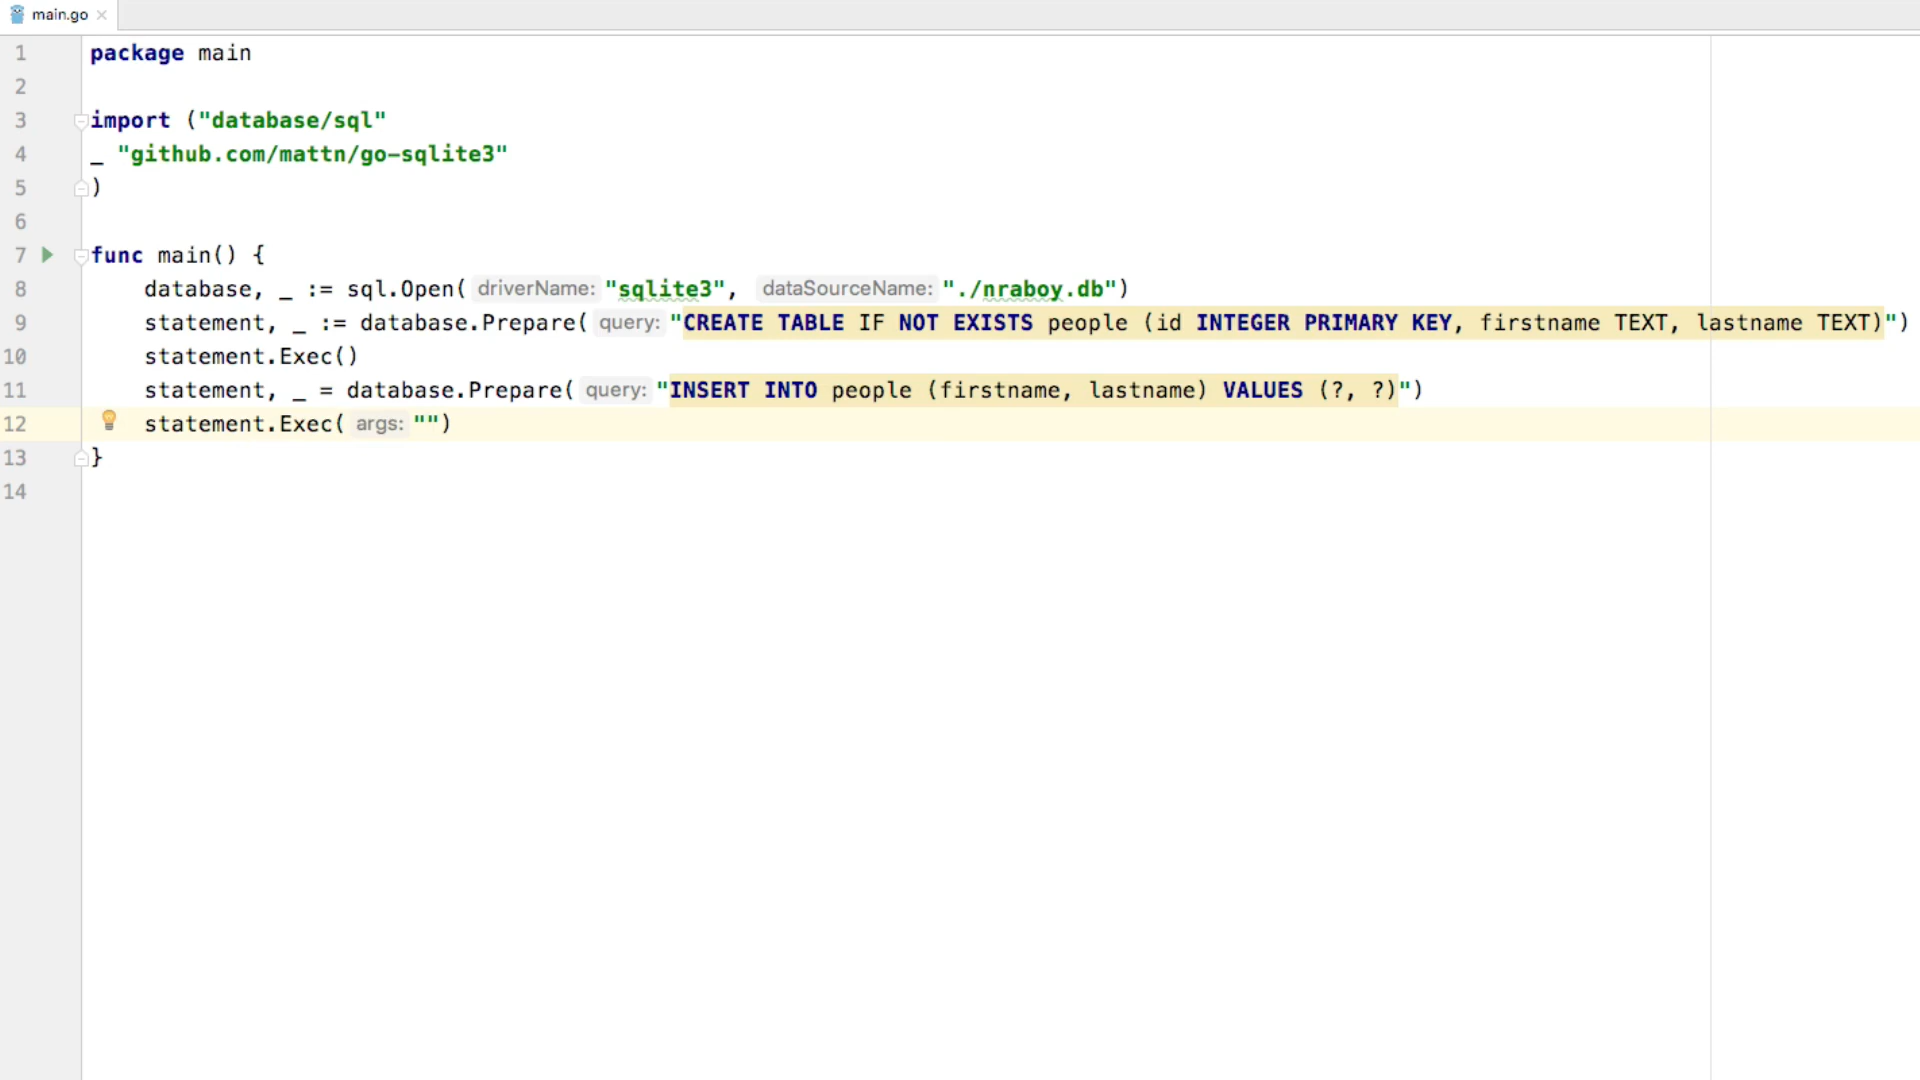 main.go
1 package main
2
3 import ("database/sql"
4 _ "github.com/mattn/go-sqlite3"
5 )
6
7 func main() {
8 database, _ := sql.Open( driverName: "sqlite3", dataSourceName: "./nraboy.db")
9 statement, _ := database.Prepare( query: "CREATE TABLE IF NOT EXISTS people (id INTEGER PRIMARY KEY, firstname TEXT, lastname TEXT)")
10 statement.Exec()
11 statement, _ = database.Prepare( query: "INSERT INTO people (firstname, lastname) VALUES (?, ?)")
12 statement.Exec( args: "")
13 }
14